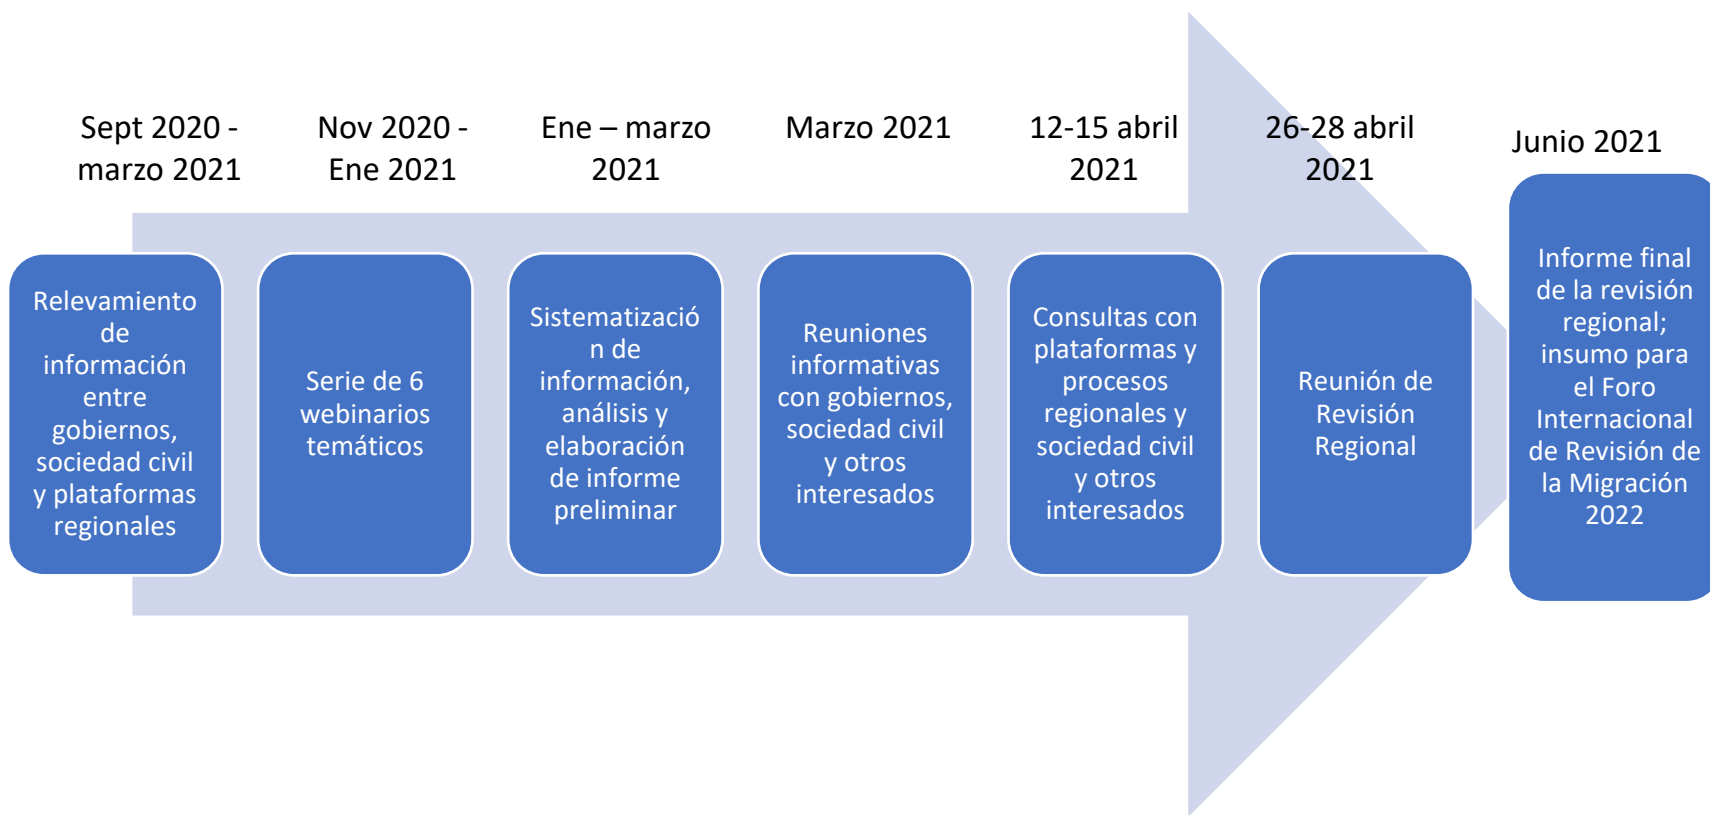 Sept 2020 -
marzo 2021
Nov 2020 -
Ene 2021
Ene – marzo
2021
Marzo 2021
12-15 abril
2021
26-28 abril
2021
Junio 2021
Relevamiento
de
información
entre
gobiernos,
sociedad civil
y plataformas
regionales
Serie de 6
webinarios
temáticos
Sistematizació
n de
información,
análisis y
elaboración
de informe
preliminar
Reuniones
informativas
con gobiernos,
sociedad civil
y otros
interesados
Consultas con
plataformas y
procesos
regionales y
sociedad civil
y otros
interesados
Reunión de
Revisión
Regional
Informe final
de la revisión
regional;
insumo para
el Foro
Internacional
de Revisión de
la Migración
2022